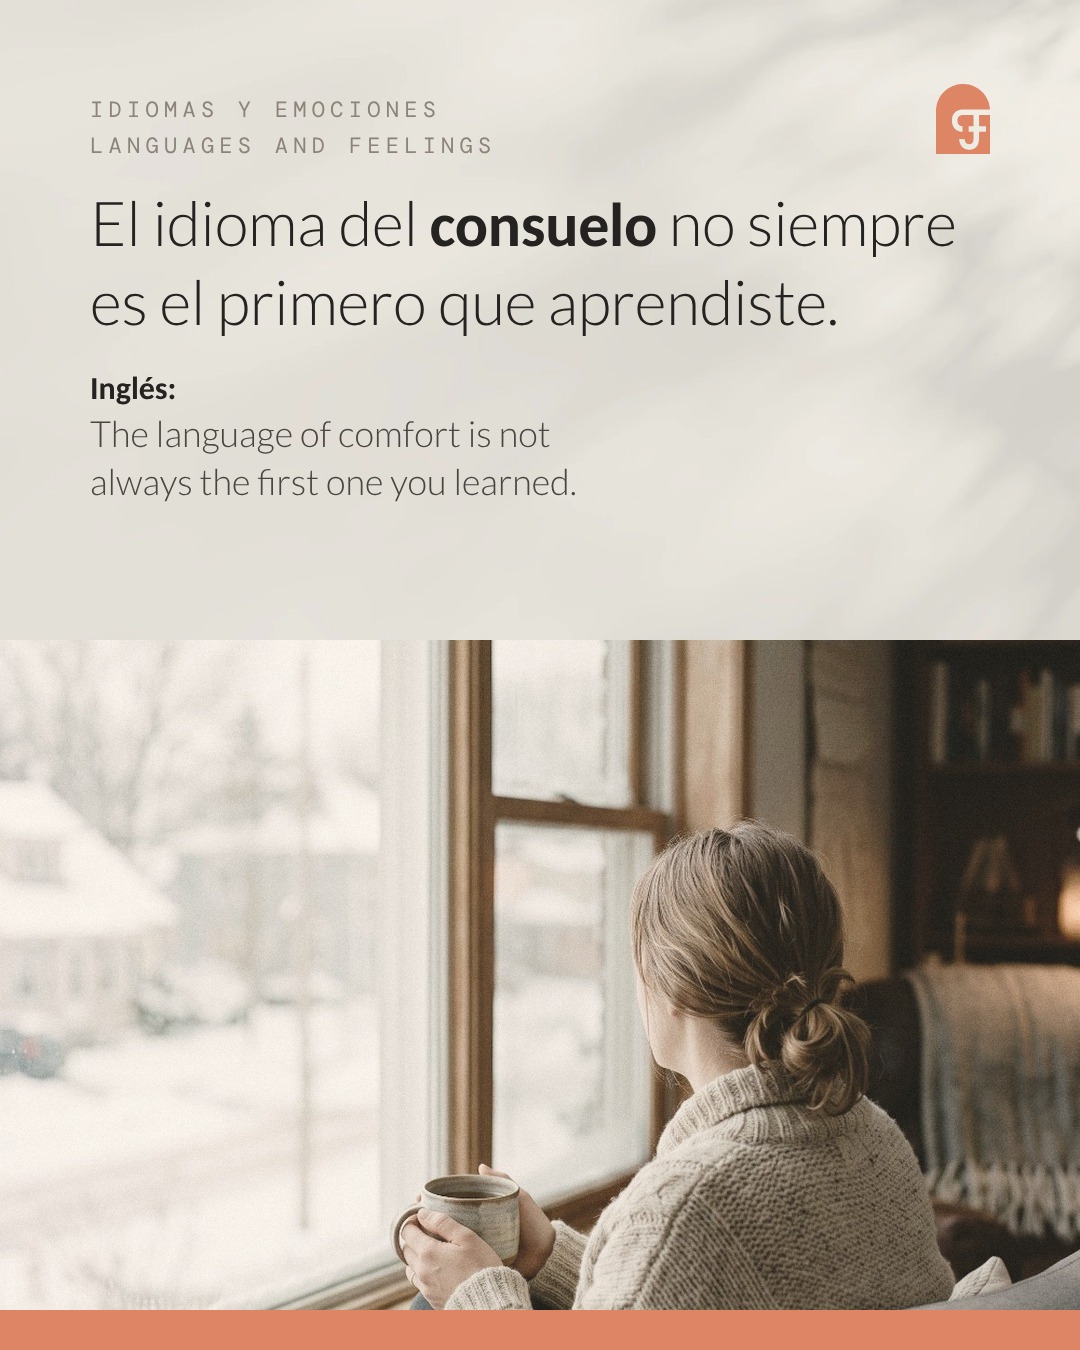 IDIOMAS Y EMOCIONES
LANGUAGES AND FEELINGS
El idioma del consuelo no siempre
es el primero que aprendiste.
Inglés:
The language of comfort is not
always the first one you learned.